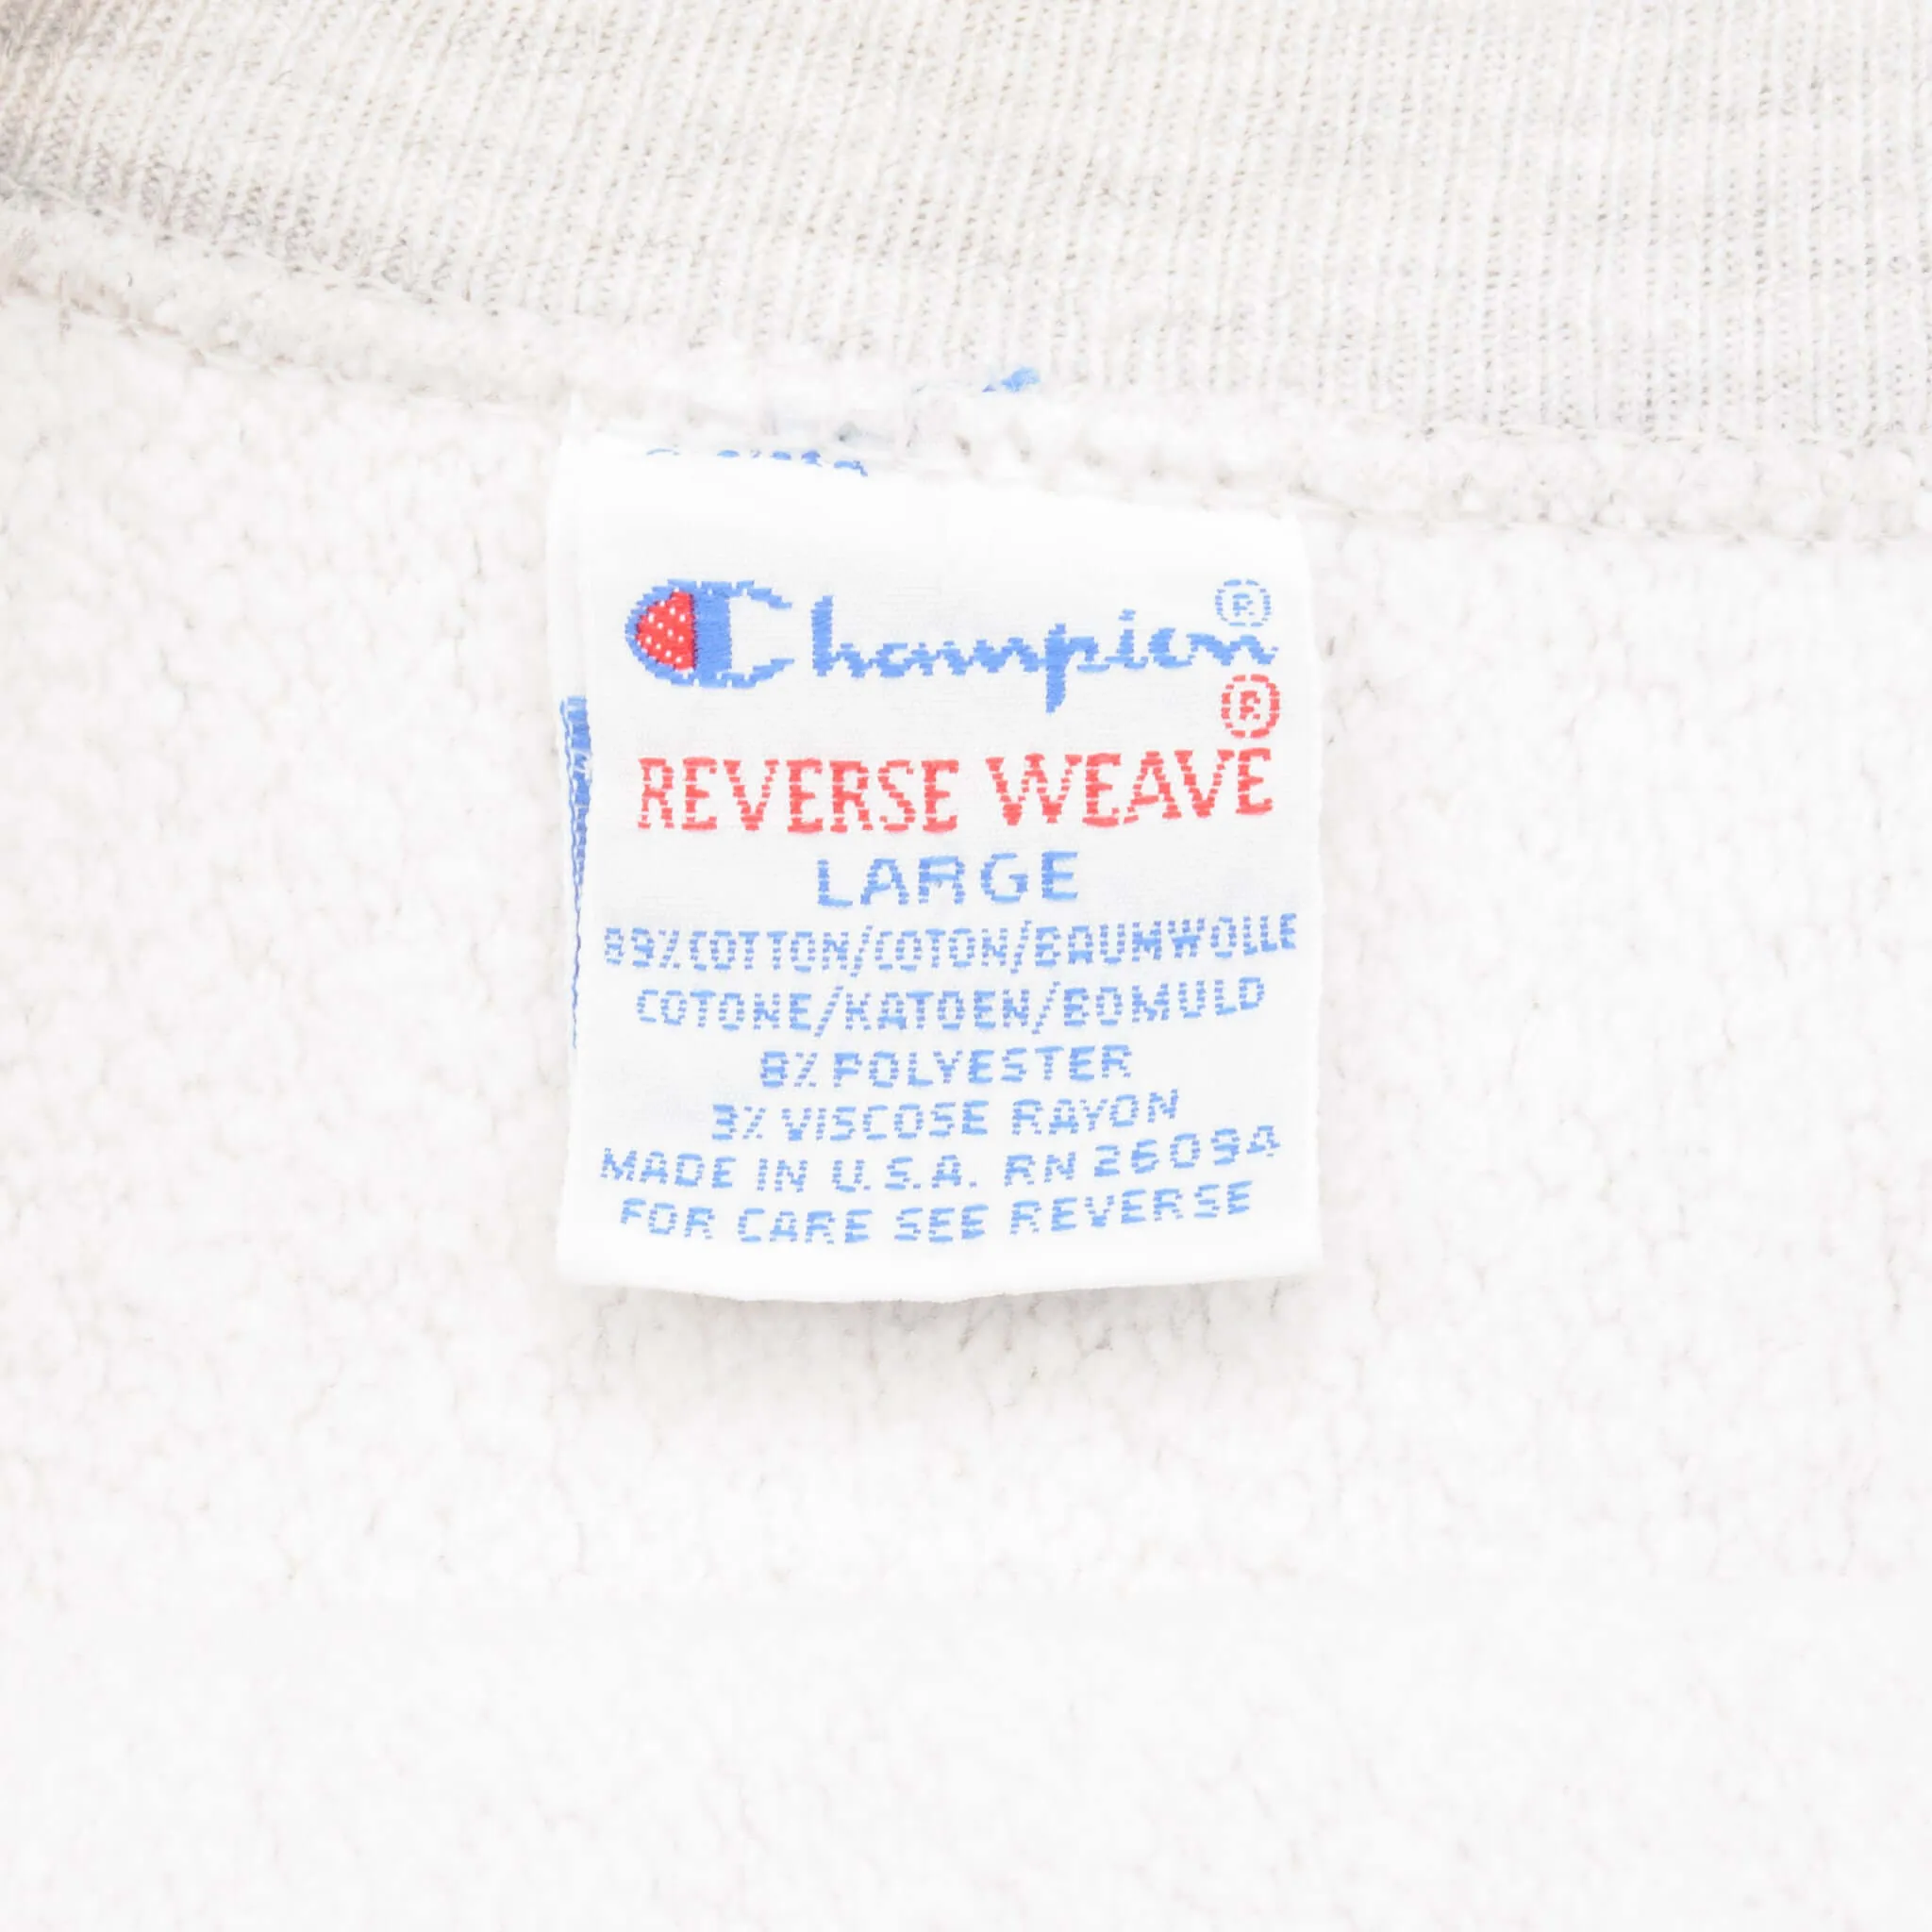 Champion®
®
REVERSE WEAVE
LARGE
89% COTTON/COTON/BAUMWOLLE
COTONE/KATOEN/BOMULD
8% POLYESTER
3% VISCOSE RAYON
MADE IN U.S.A. RN 26094
FOR CARE SEE REVERSE